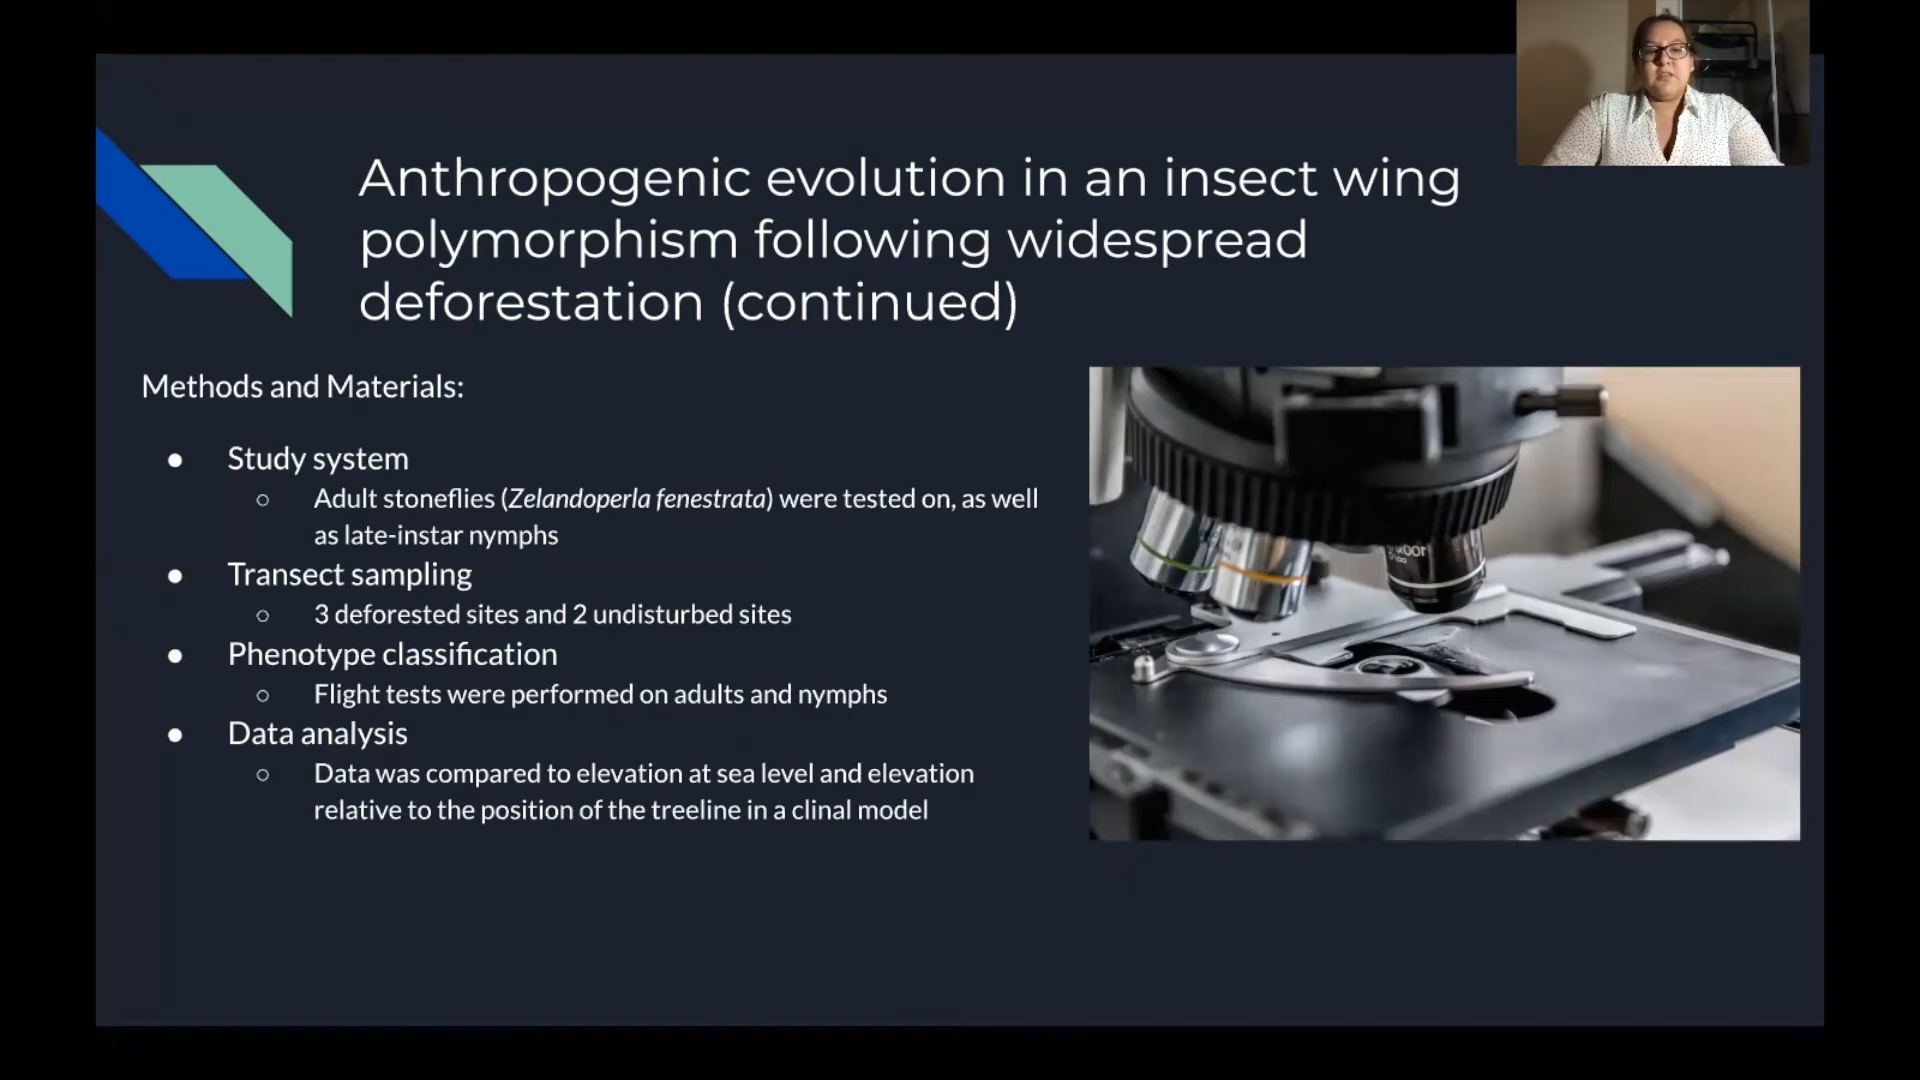 Anthropogenic evolution in an insect wing
polymorphism following widespread
deforestation (continued)
Methods and Materials:
● Study system
○ Adult stoneflies (Zelandoperla fenestrata) were tested on, as well
as late-instar nymphs
● Transect sampling
○ 3 deforested sites and 2 undisturbed sites
● Phenotype classification
○ Flight tests were performed on adults and nymphs
● Data analysis
○ Data was compared to elevation at sea level and elevation
relative to the position of the treeline in a clinal model